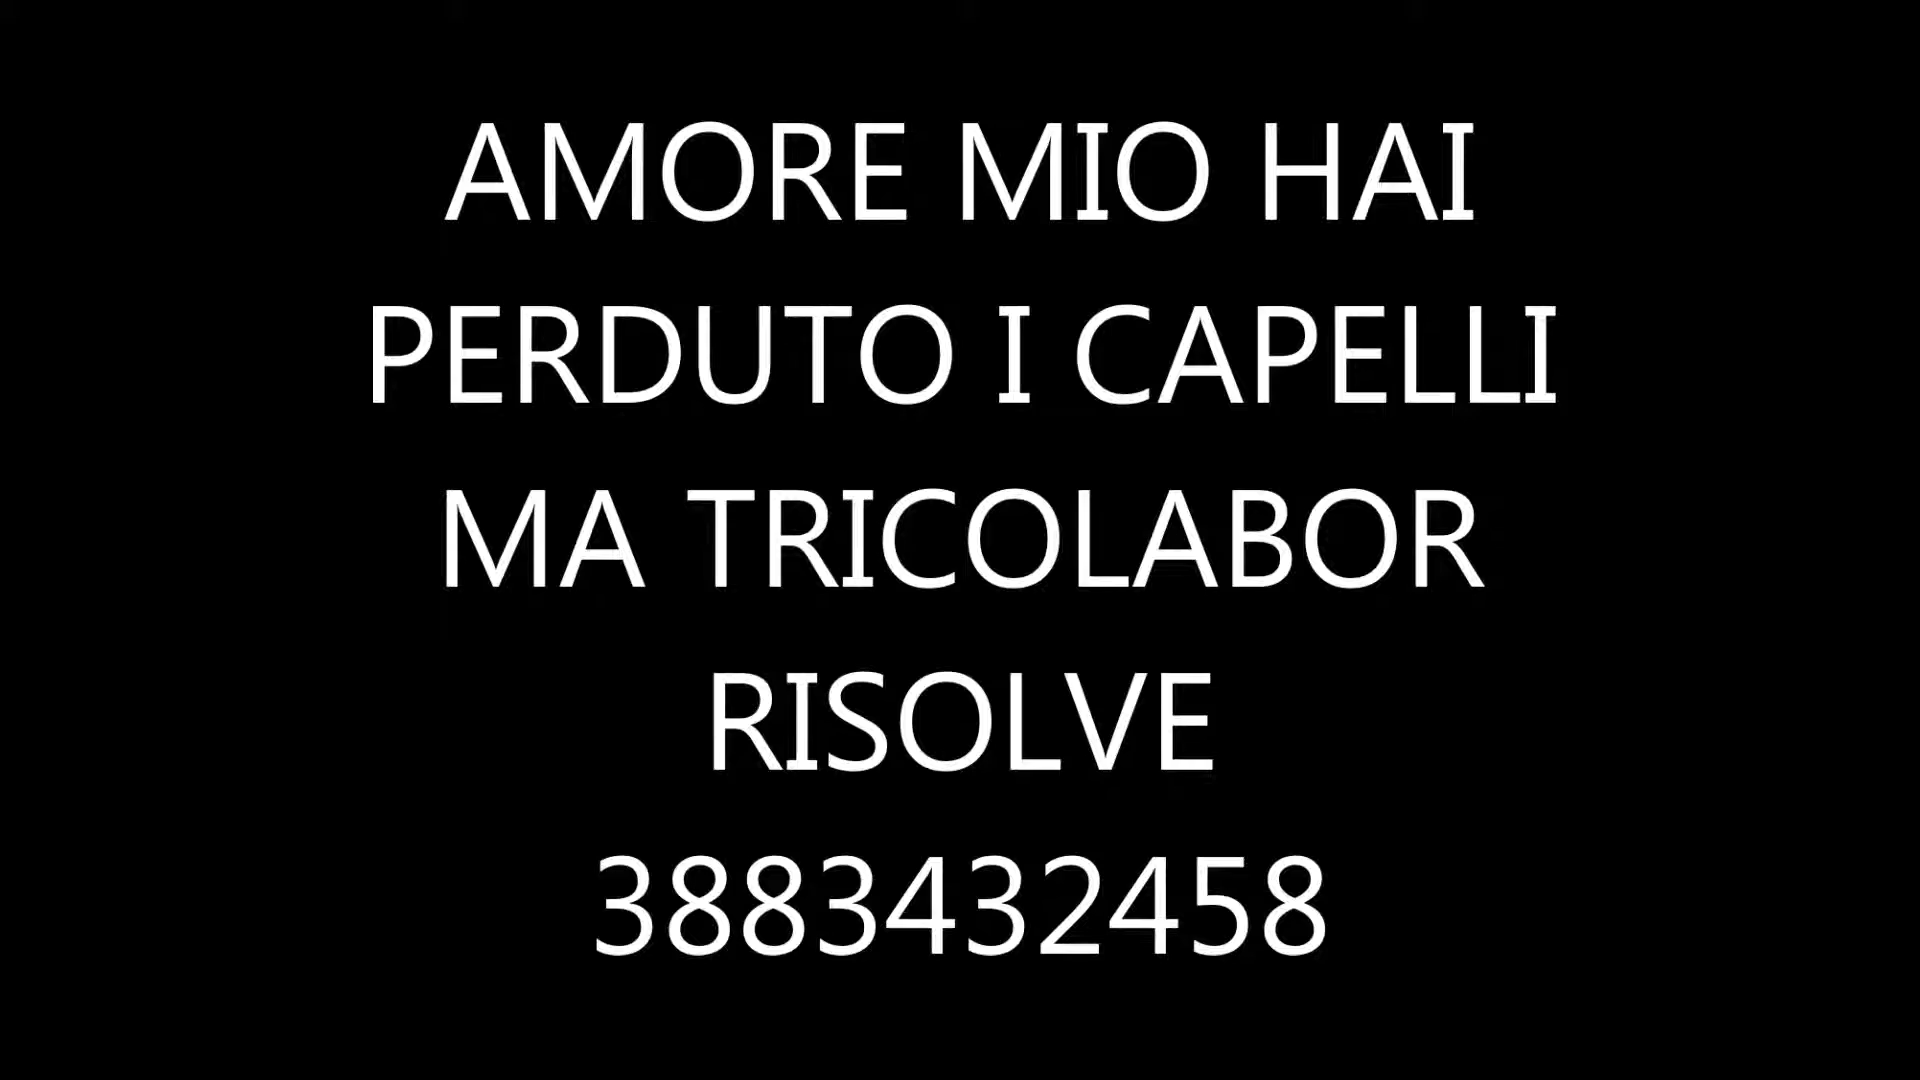 AMORE MIO HAI
PERDUTO I CAPELLI
MA TRICOLABOR
RISOLVE
3883432458